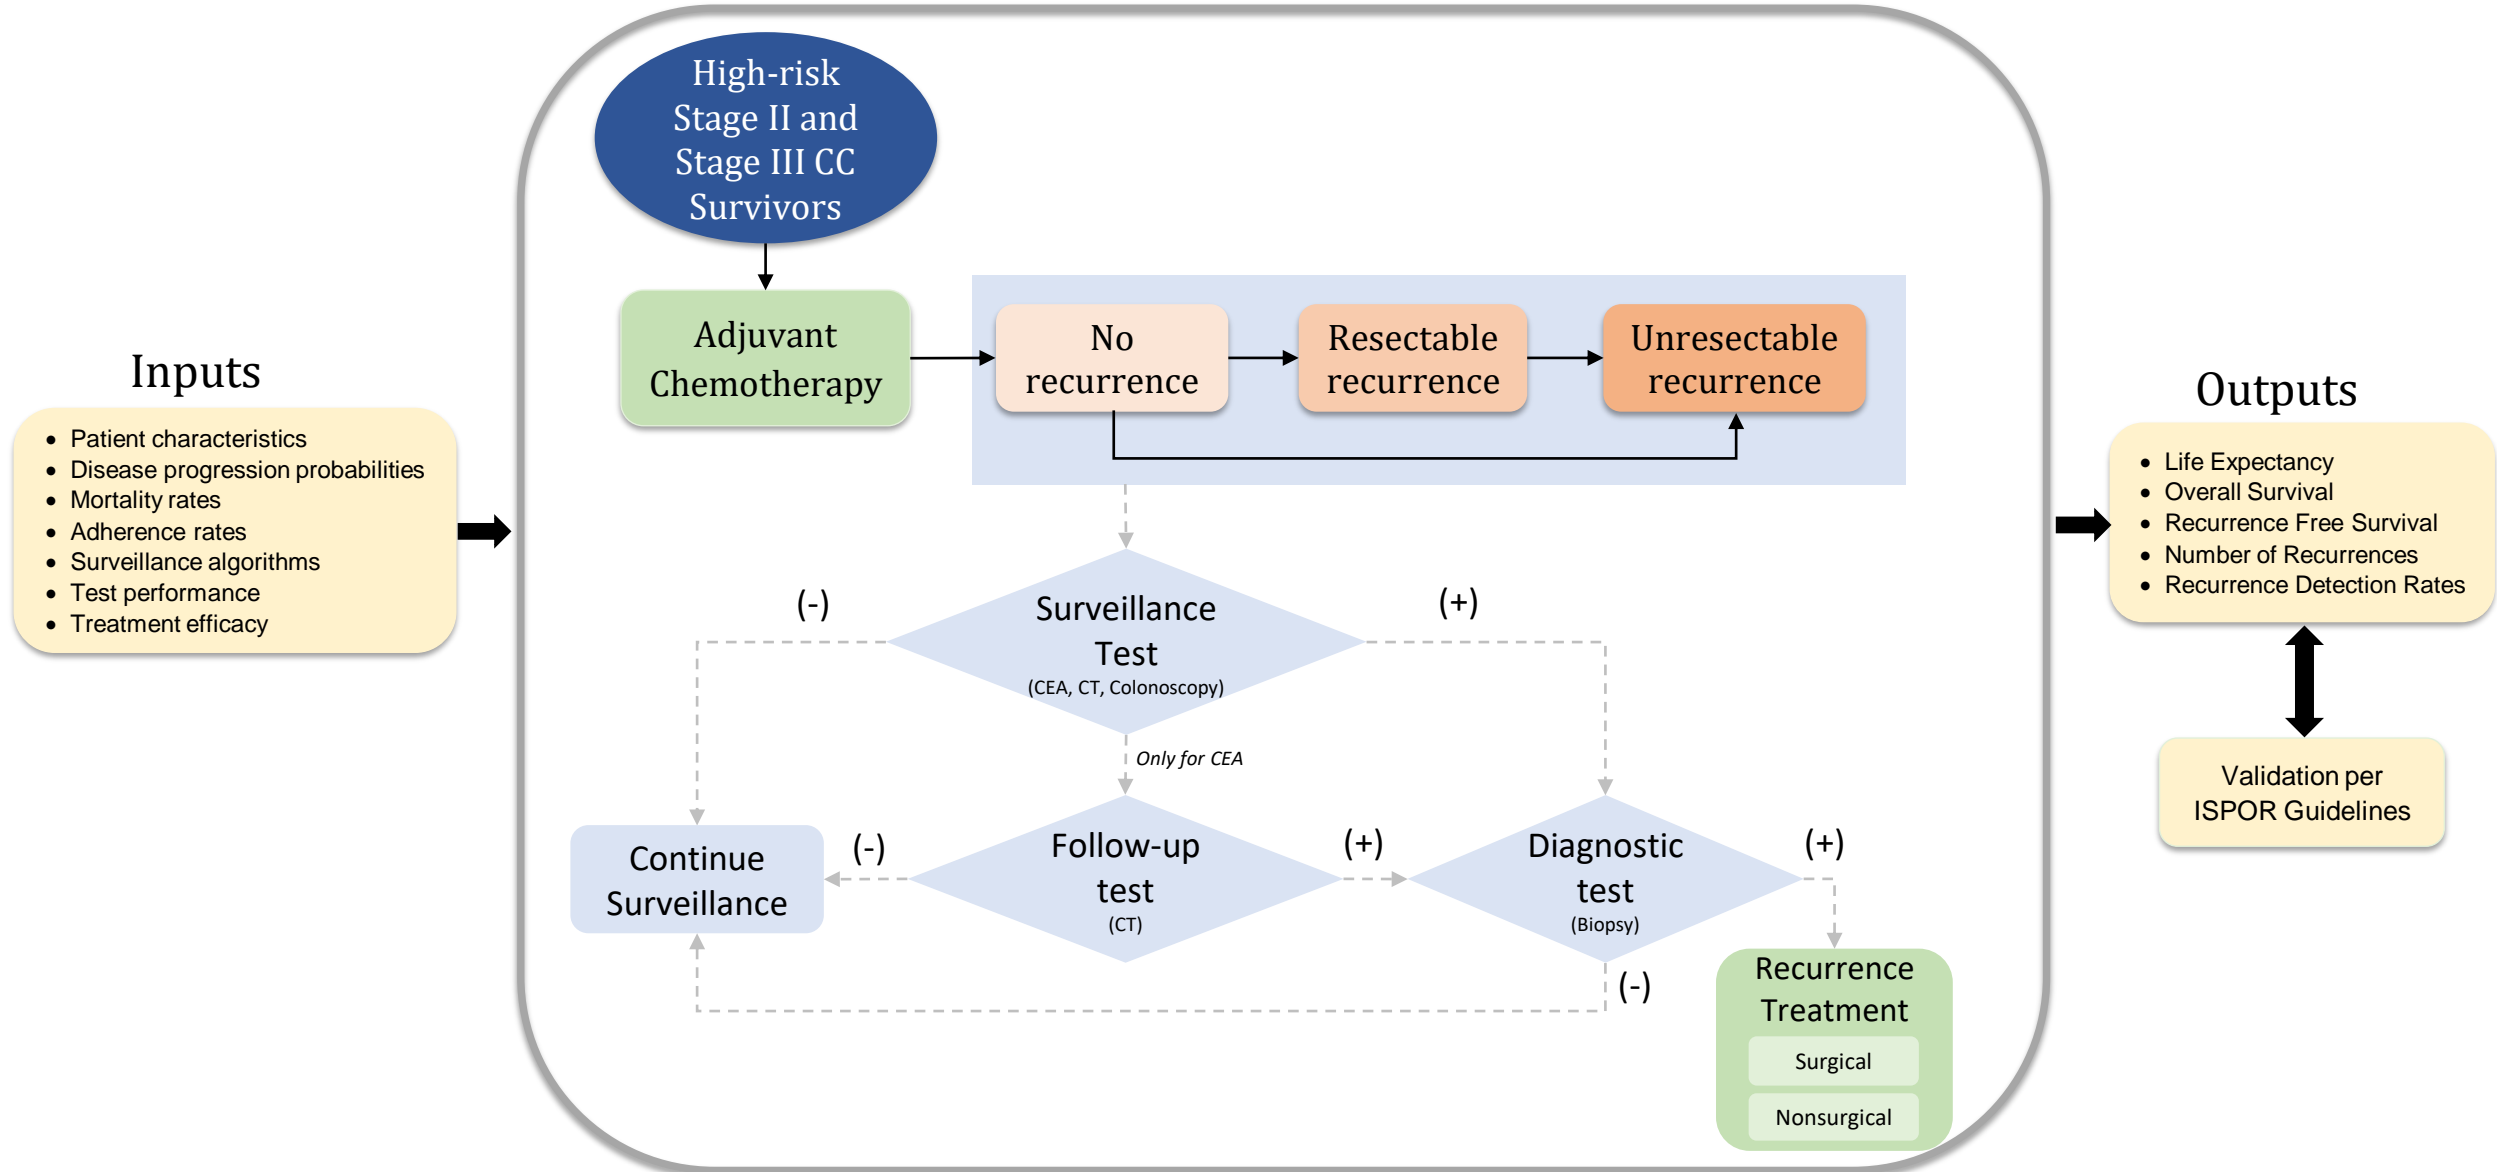 High-risk
Stage II and
Stage III CC
Survivors
Adjuvant
Chemotherapy
No
recurrence
Resectable
recurrence
Unresectable
recurrence
Inputs
• Patient characteristics
• Disease progression probabilities
• Mortality rates
• Adherence rates
• Surveillance algorithms
• Test performance
• Treatment efficacy
Outputs
• Life Expectancy
• Overall Survival
• Recurrence Free Survival
• Number of Recurrences
• Recurrence Detection Rates
(-)
Surveillance
Test
(CEA, CT, Colonoscopy)
(+)
Only for CEA
Validation per
ISPOR Guidelines
Continue
Surveillance
(-)
Follow-up
test
(CT)
(+)
Diagnostic
test
(Biopsy)
(+)
(-)
Recurrence
Treatment
Surgical
Nonsurgical